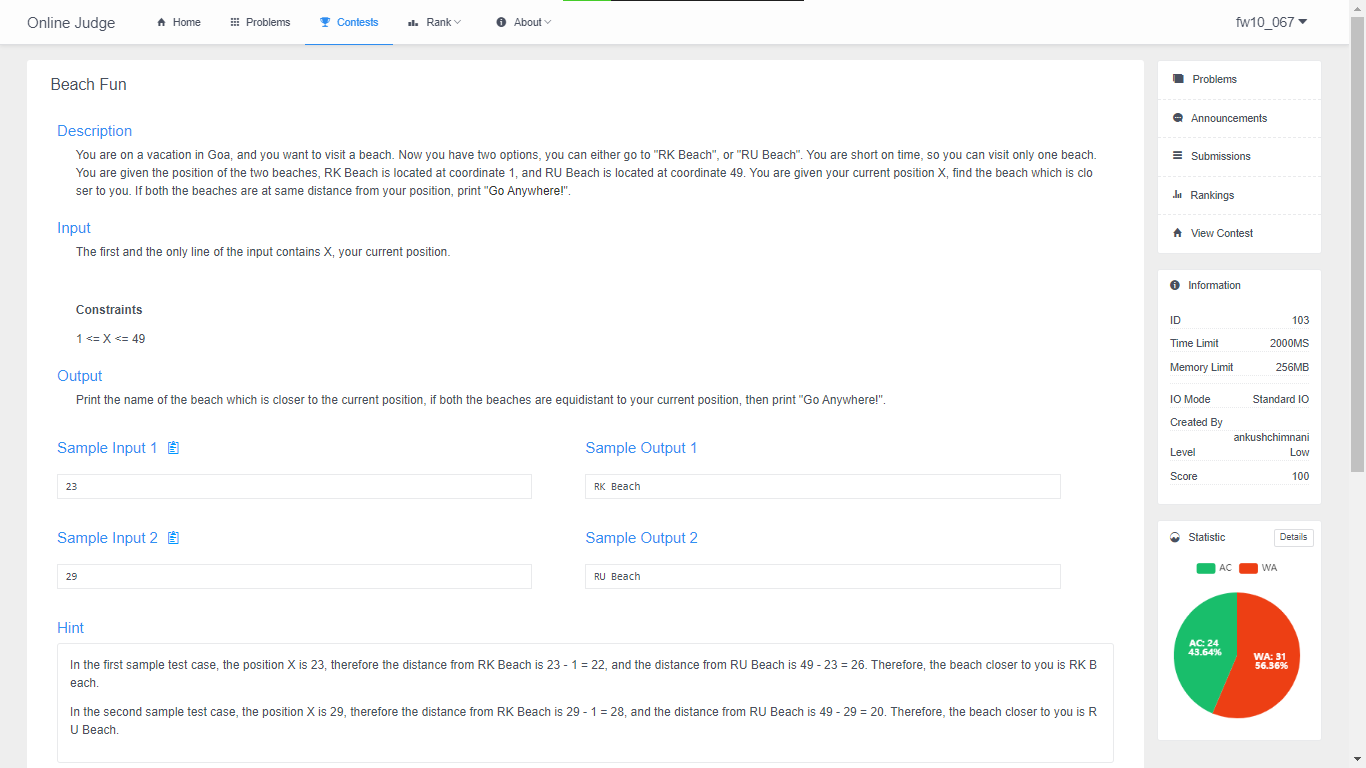 Online Judge
Home
Problems
Contests
Rank
About
fw10_067
Beach Fun
Description
You are on a vacation in Goa, and you want to visit a beach. Now you have two options, you can either go to "RK Beach", or "RU Beach". You are short on time, so you can visit only one beach.
You are given the position of the two beaches, RK Beach is located at coordinate 1, and RU Beach is located at coordinate 49. You are given your current position X, find the beach which is clo
ser to you. If both the beaches are at same distance from your position, print "Go Anywhere!".
Input
The first and the only line of the input contains X, your current position.
Constraints
1 <= X <= 49
Output
Print the name of the beach which is closer to the current position, if both the beaches are equidistant to your current position, then print "Go Anywhere!".
Sample Input 1
Sample Output 1
23
RK Beach
Sample Input 2
Sample Output 2
29
RU Beach
Hint
In the first sample test case, the position X is 23, therefore the distance from RK Beach is 23 - 1 = 22, and the distance from RU Beach is 49 - 23 = 26. Therefore, the beach closer to you is RK B
each.
In the second sample test case, the position X is 29, therefore the distance from RK Beach is 29 - 1 = 28, and the distance from RU Beach is 49 - 29 = 20. Therefore, the beach closer to you is R
U Beach.
Problems
Announcements
Submissions
Rankings
View Contest
Information
ID 103
Time Limit 2000MS
Memory Limit 256MB
IO Mode Standard IO
Created By
ankushchimnani
Level Low
Score 100
Statistic
Details
AC WA
AC: 24
43.64%
WA: 31
56.36%